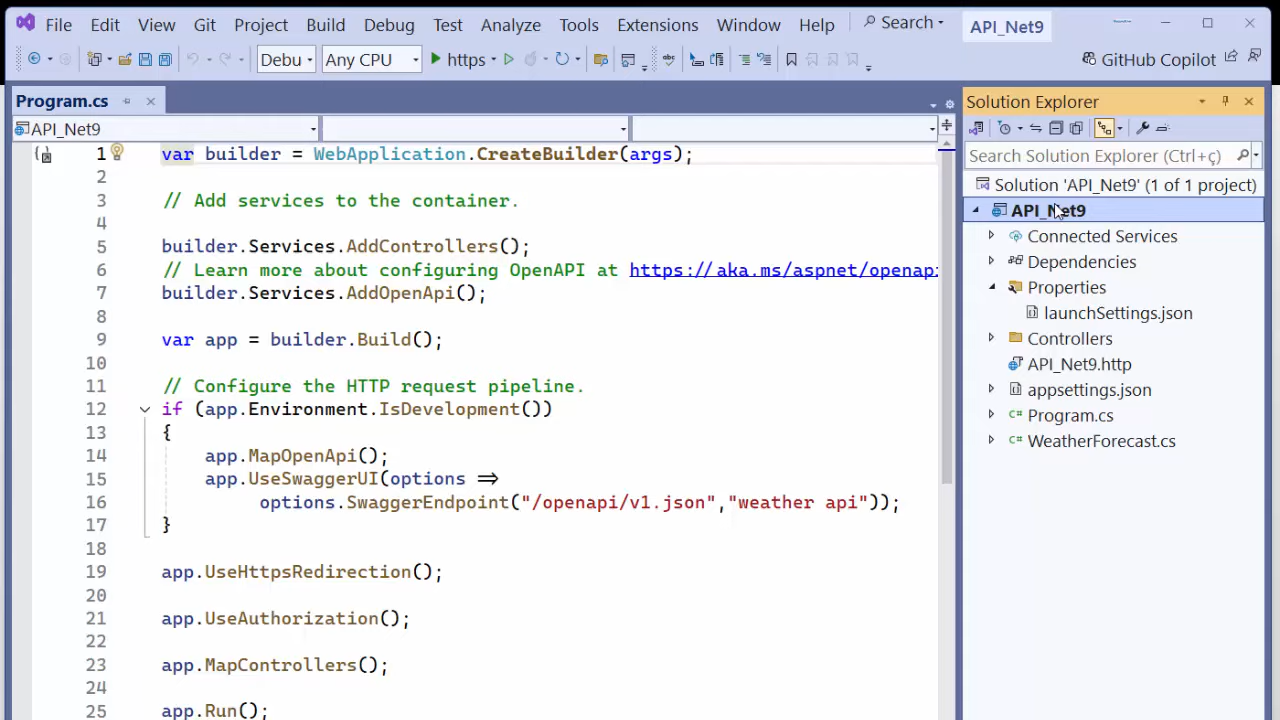 File Edit View Git Project Build Debug Test Analyze Tools Extensions Window Help Search API_Net9
Debu Any CPU https GitHub Copilot
Program.cs
API_Net9
1 var builder = WebApplication.CreateBuilder(args);
2
3 // Add services to the container.
4
5 builder.Services.AddControllers();
6 // Learn more about configuring OpenAPI at https://aka.ms/aspnet/openapi
7 builder.Services.AddOpenApi();
8
9 var app = builder.Build();
10
11 // Configure the HTTP request pipeline.
12 if (app.Environment.IsDevelopment())
13 {
14 app.MapOpenApi();
15 app.UseSwaggerUI(options =>
16 options.SwaggerEndpoint("/openapi/v1.json","weather api"));
17 }
18
19 app.UseHttpsRedirection();
20
21 app.UseAuthorization();
22
23 app.MapControllers();
24
25 app.Run();
Solution Explorer
Search Solution Explorer (Ctrl+ç)
Solution 'API_Net9' (1 of 1 project)
API_Net9
Connected Services
Dependencies
Properties
launchSettings.json
Controllers
API_Net9.http
appsettings.json
Program.cs
WeatherForecast.cs